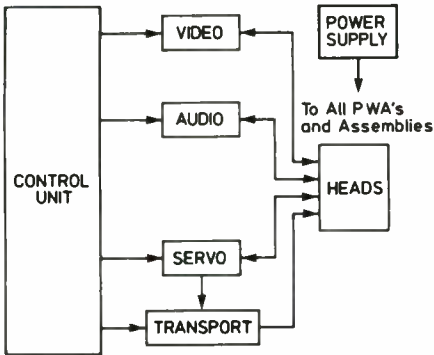 VIDEO
POWER
SUPPLY
AUDIO
To All PWA's
and Assemblies
CONTROL
UNIT
HEADS
SERVO
TRANSPORT